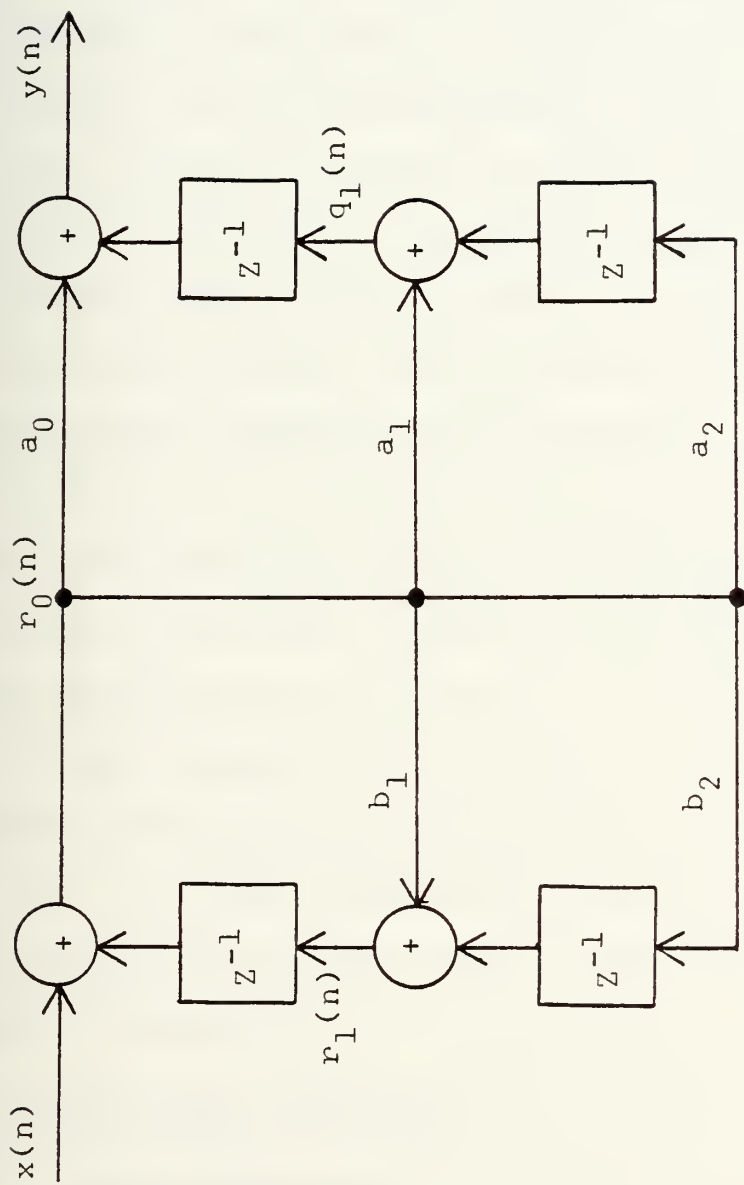 x(n)
+
r₀(n)
a₀
+
y(n)
z⁻¹
z⁻¹
r₁(n)
q₁(n)
+
b₁
a₁
+
z⁻¹
z⁻¹
b₂
a₂